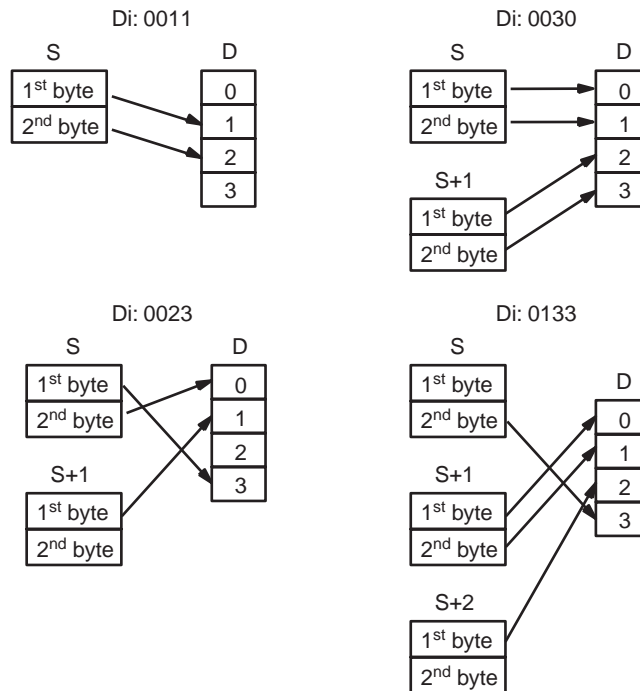 Di: 0011
S
1st byte
2nd byte
D
0
1
2
3
Di: 0030
S
1st byte
2nd byte
S+1
1st byte
2nd byte
D
0
1
2
3
Di: 0023
S
1st byte
2nd byte
S+1
1st byte
2nd byte
D
0
1
2
3
Di: 0133
S
1st byte
2nd byte
S+1
1st byte
2nd byte
S+2
1st byte
2nd byte
D
0
1
2
3